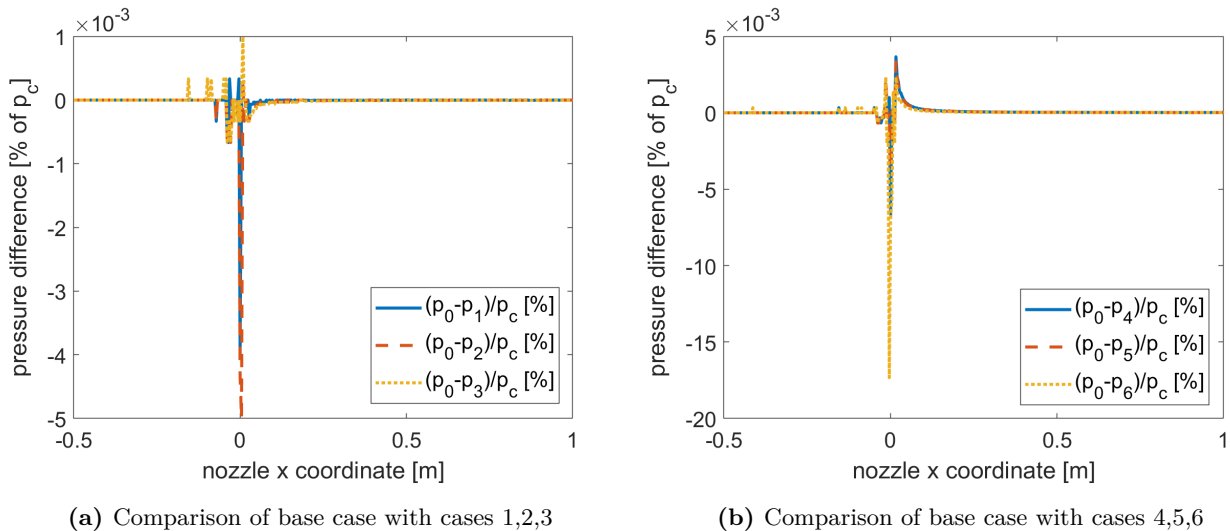 ×10⁻³
1
0
-1
-2
-3
-4
-5
pressure difference [% of p_c]
-0.5
0
0.5
1
nozzle x coordinate [m]
(p_0-p_1)/p_c [%]
(p_0-p_2)/p_c [%]
(p_0-p_3)/p_c [%]
(a) Comparison of base case with cases 1,2,3
×10⁻³
5
0
-5
-10
-15
-20
pressure difference [% of p_c]
-0.5
0
0.5
1
nozzle x coordinate [m]
(p_0-p_4)/p_c [%]
(p_0-p_5)/p_c [%]
(p_0-p_6)/p_c [%]
(b) Comparison of base case with cases 4,5,6